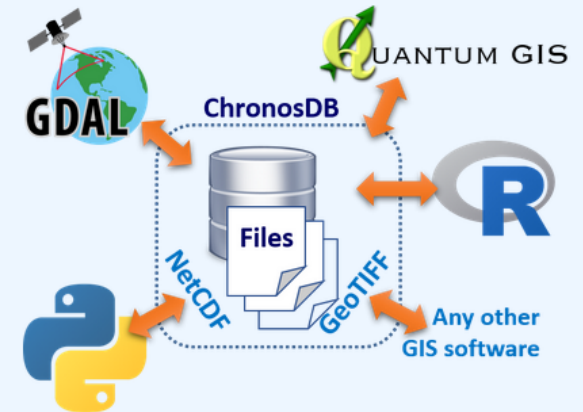 QUANTUM GIS
GDAL
ChronosDB
R
Files
NetCDF
GeoTIFF
Any other
GIS software